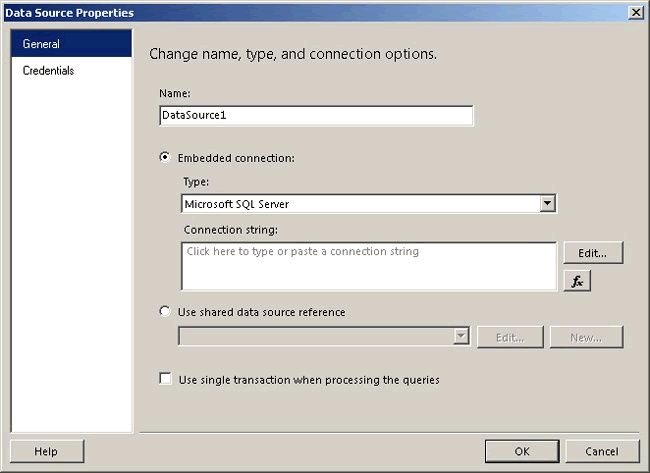 Data Source Properties
General
Credentials
Change name, type, and connection options.
Name:
DataSource1
Embedded connection:
Type:
Microsoft SQL Server
Connection string:
Click here to type or paste a connection string
Edit...
fx
Use shared data source reference
Edit...
New...
Use single transaction when processing the queries
Help
OK
Cancel